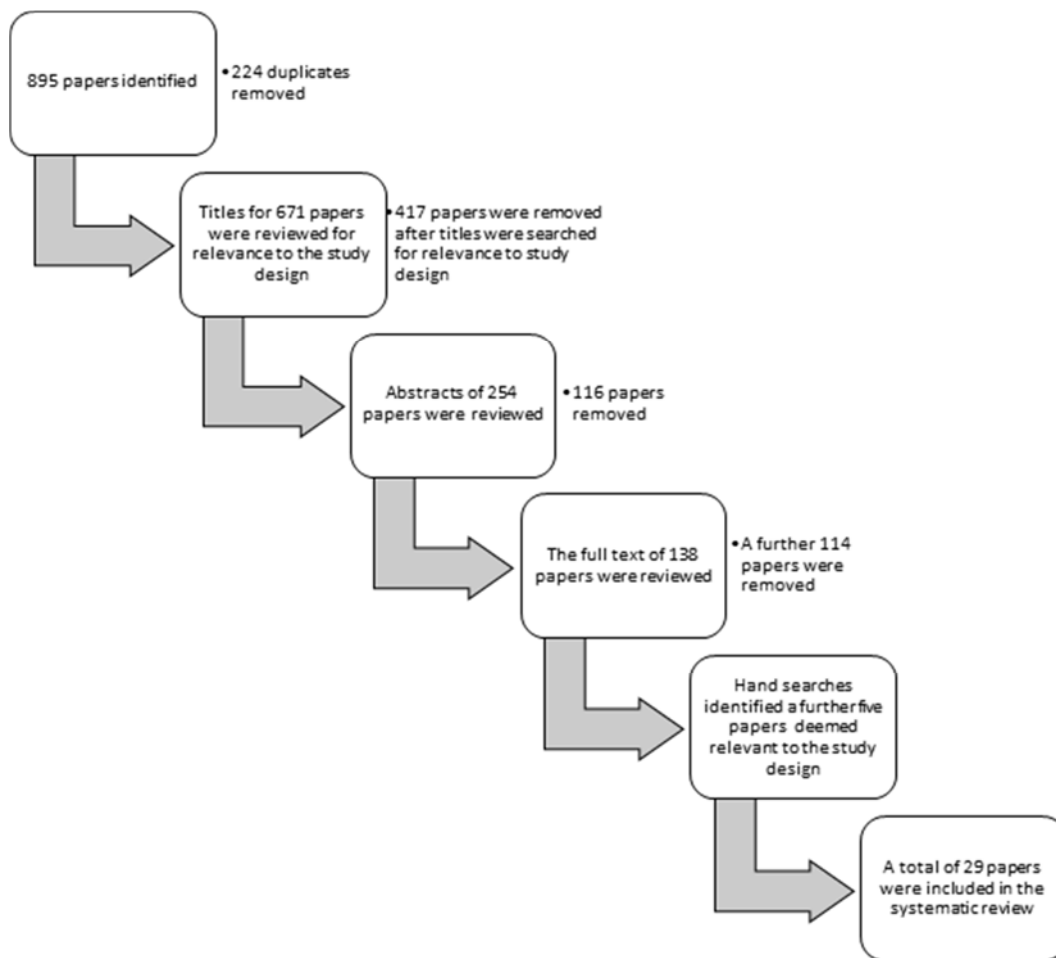 895 papers identified
•224 duplicates
removed
Titles for 671 papers
were reviewed for
relevance to the study
design
•417 papers were removed
after titles were searched
for relevance to study
design
Abstracts of 254
papers were reviewed
•116 papers
removed
The full text of 138
papers were reviewed
•A further 114
papers were
removed
Hand searches
identified a further five
papers deemed
relevant to the study
design
A total of 29 papers
were included in the
systematic review